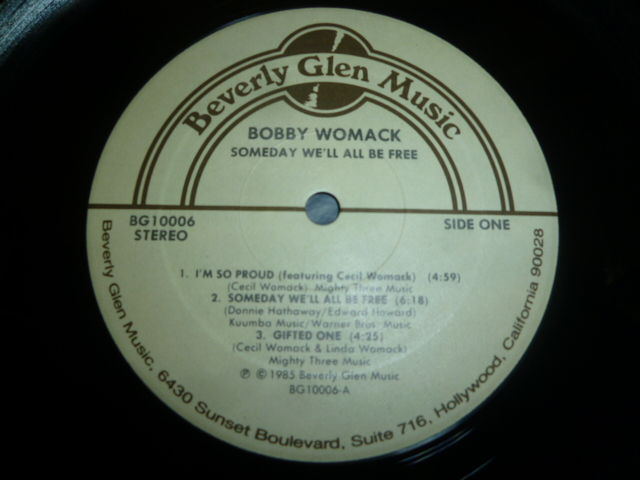 Beverly Glen Music
BOBBY WOMACK
SOMEDAY WE'LL ALL BE FREE
BG10006
STEREO
SIDE ONE
1. I'M SO PROUD (featuring Cecil Womack) (4:59)
(Cecil Womack) Mighty Three Music
2. SOMEDAY WE'LL ALL BE FREE (6:18)
(Donnie Hathaway/Edward Howard)
Kuumba Music/Warner Bros. Music
3. GIFTED ONE (4:25)
(Cecil Womack & Linda Womack)
Mighty Three Music
℗ © 1985 Beverly Glen Music
BG10006-A
Beverly Glen Music, 6430 Sunset Boulevard, Suite 716, Hollywood, California 90028